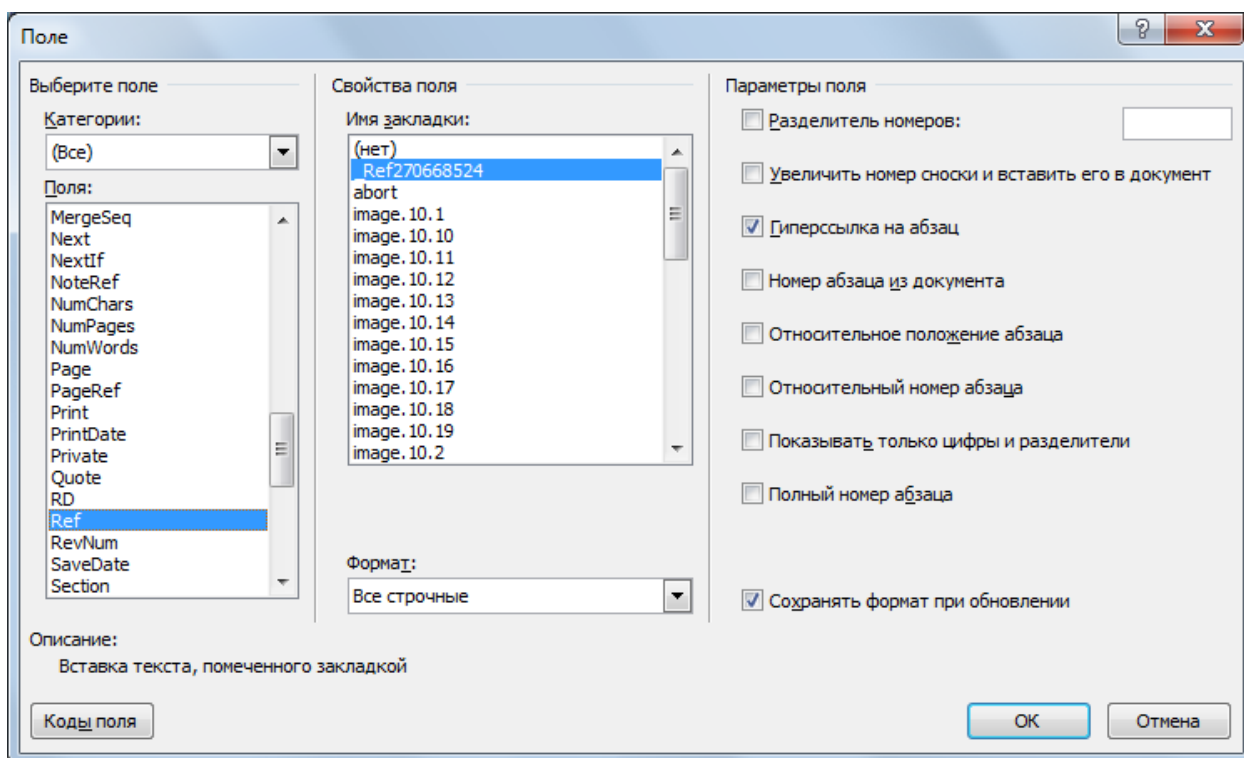 Поле
Выберите поле
Категории:
(Все)
Поля:
MergeSeq
Next
NextIf
NoteRef
NumChars
NumPages
NumWords
Page
PageRef
Print
PrintDate
Private
Quote
RD
Ref
RevNum
SaveDate
Section
Свойства поля
Имя закладки:
(нет)
_Ref270668524
abort
image.10.1
image.10.10
image.10.11
image.10.12
image.10.13
image.10.14
image.10.15
image.10.16
image.10.17
image.10.18
image.10.19
image.10.2
Формат:
Все строчные
Параметры поля
Разделитель номеров:
Увеличить номер сноски и вставить его в документ
Гиперссылка на абзац
Номер абзаца из документа
Относительное положение абзаца
Относительный номер абзаца
Показывать только цифры и разделители
Полный номер абзаца
Сохранять формат при обновлении
Описание:
Вставка текста, помеченного закладкой
Коды поля
ОК
Отмена